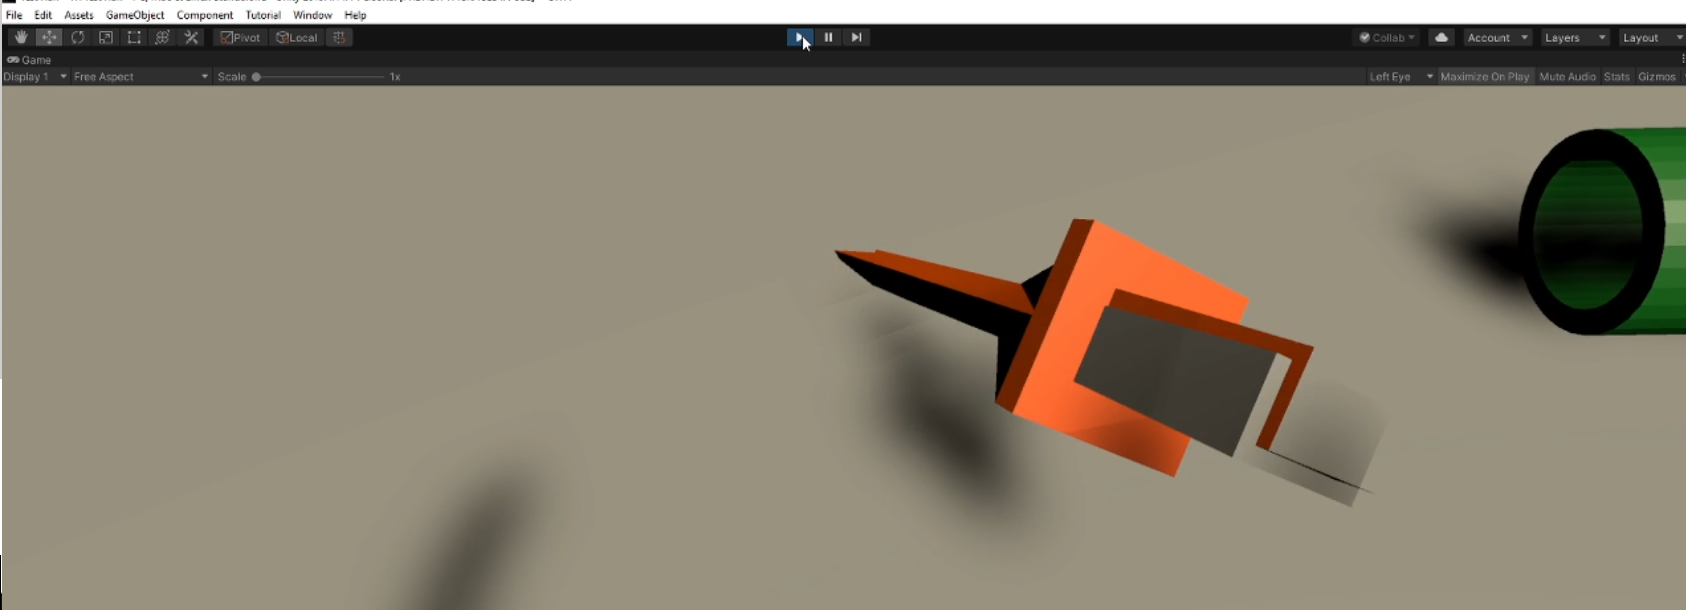 File Edit Assets GameObject Component Tutorial Window Help
Pivot Local Collab Account Layers Layout
Game
Display 1 Free Aspect Scale 1x Left Eye Maximize On Play Mute Audio Stats Gizmos